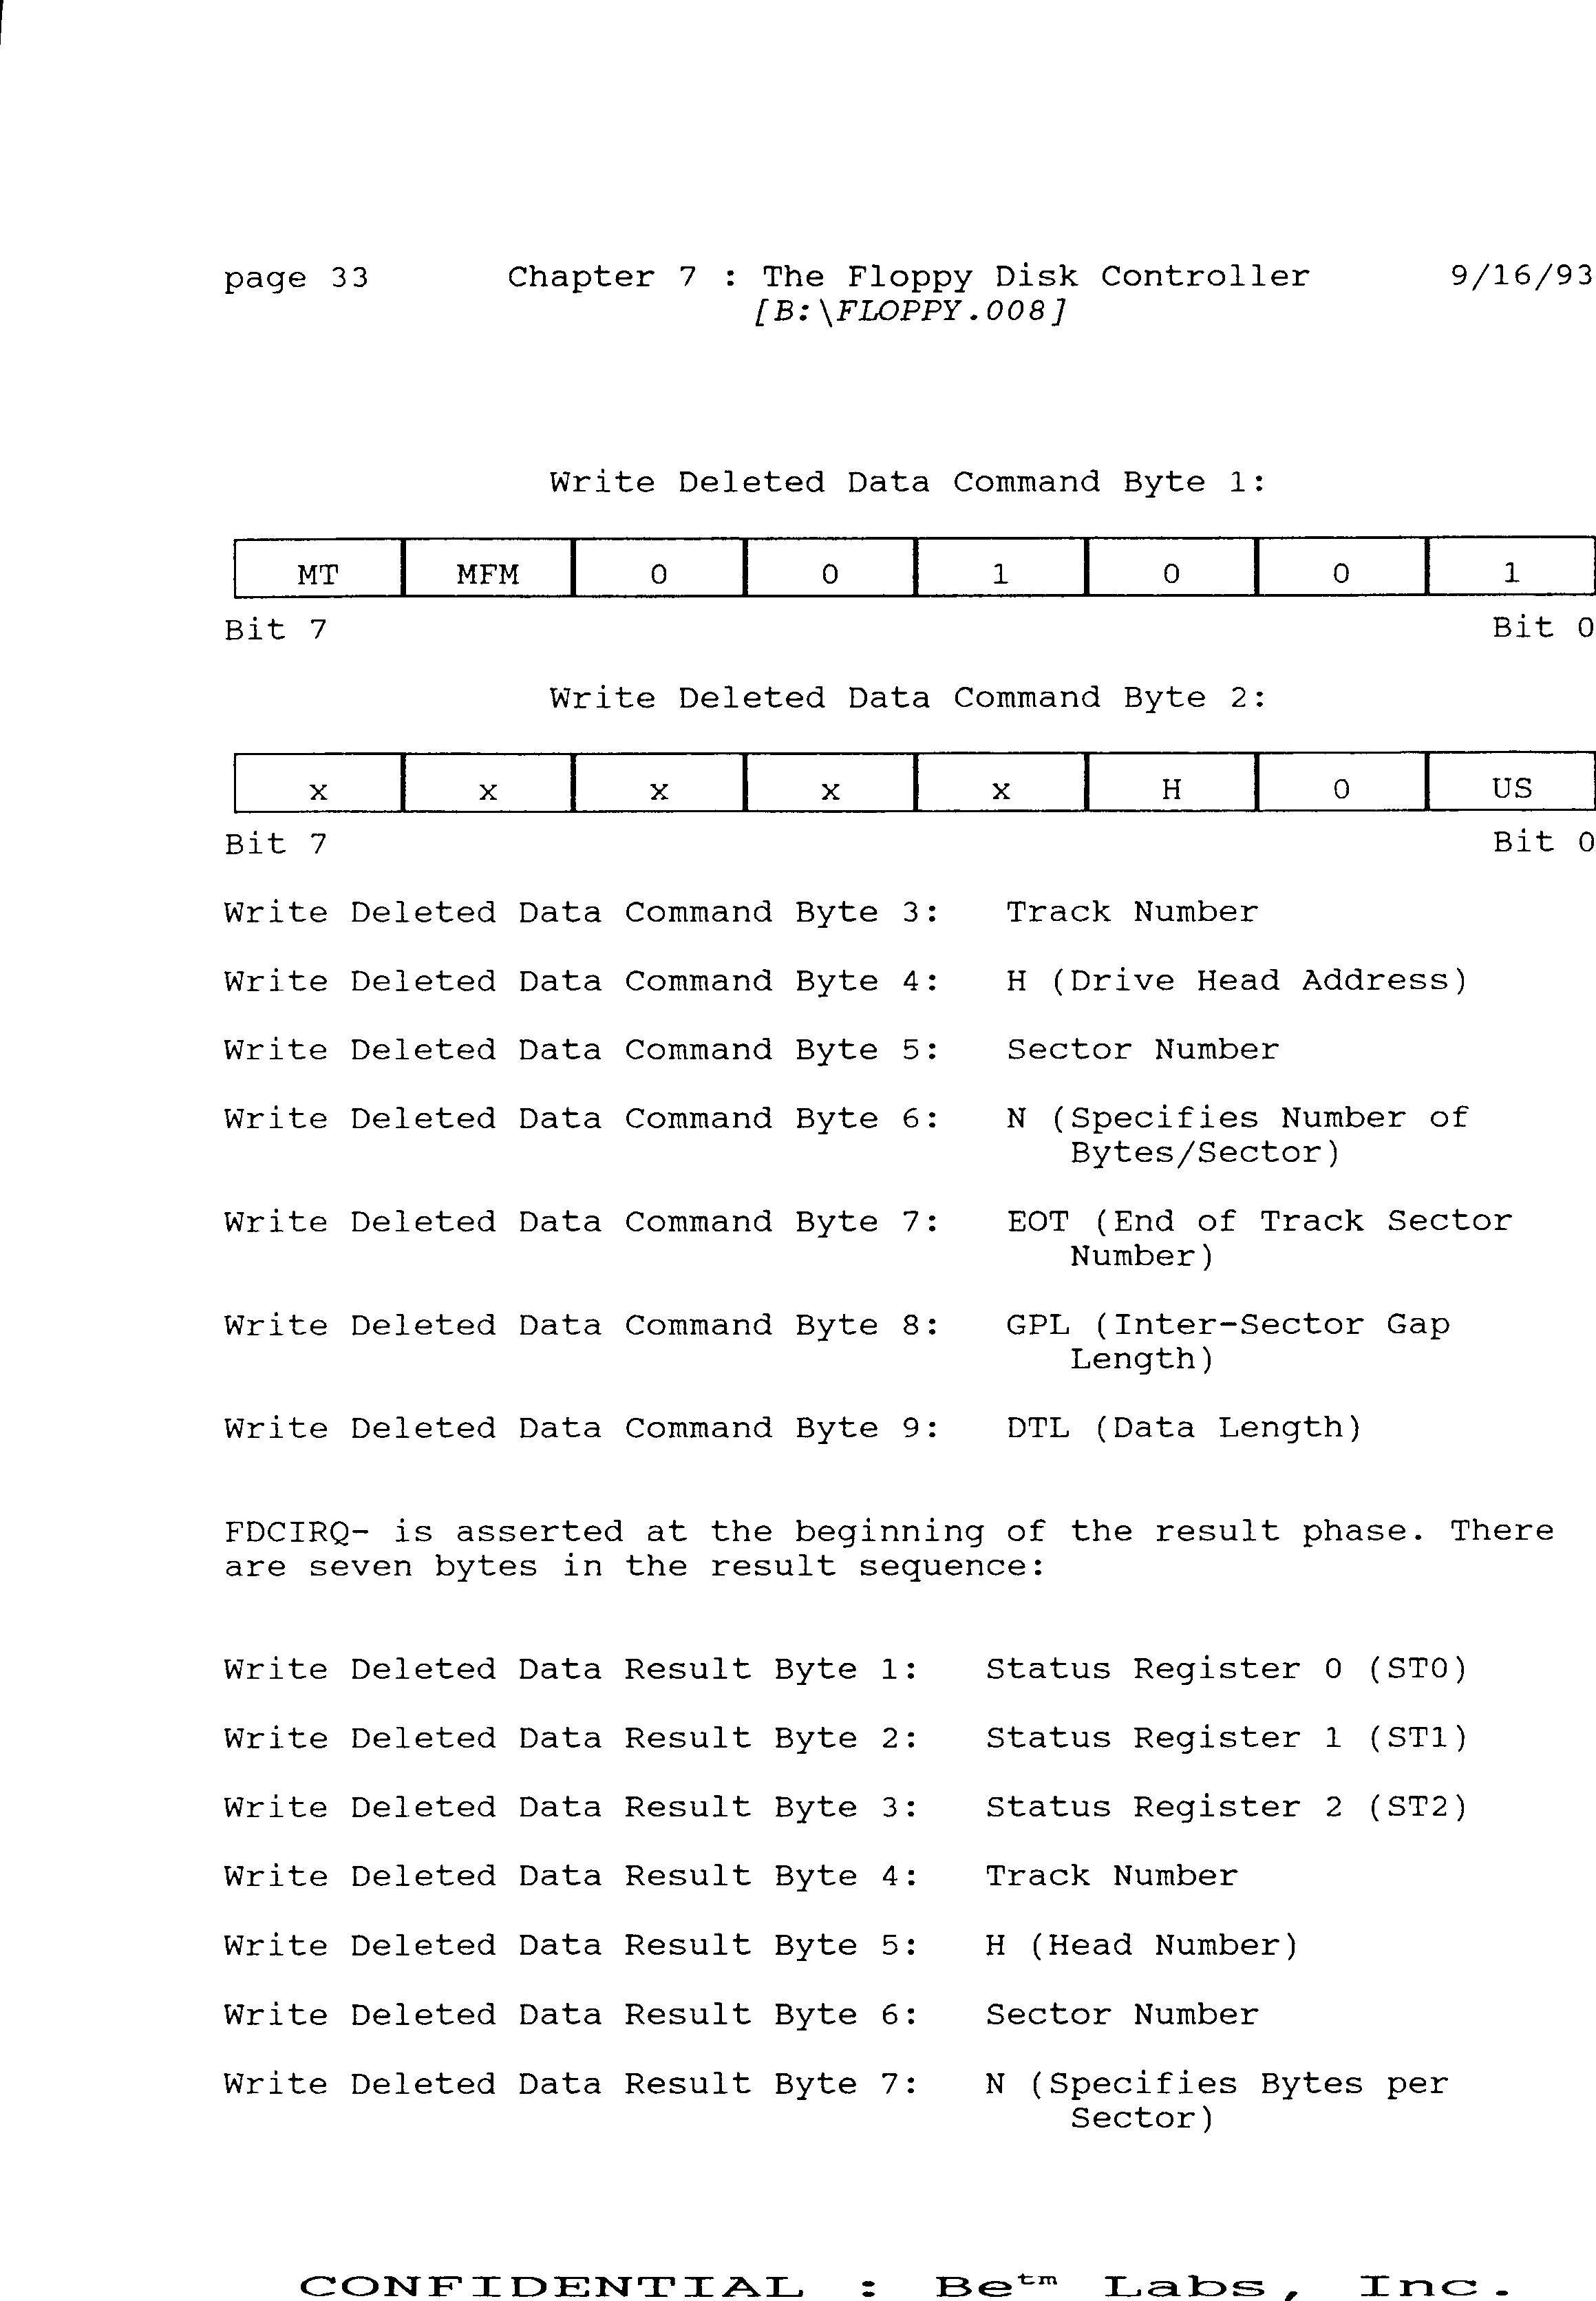 page 33 Chapter 7 : The Floppy Disk Controller 9/16/93
[B:\FLOPPY.008]
Write Deleted Data Command Byte 1:
MT MFM 0 0 1 0 0 1
Bit 7 Bit 0
Write Deleted Data Command Byte 2:
x x x x x H 0 US
Bit 7 Bit 0
Write Deleted Data Command Byte 3: Track Number
Write Deleted Data Command Byte 4: H (Drive Head Address)
Write Deleted Data Command Byte 5: Sector Number
Write Deleted Data Command Byte 6: N (Specifies Number of
Bytes/Sector)
Write Deleted Data Command Byte 7: EOT (End of Track Sector
Number)
Write Deleted Data Command Byte 8: GPL (Inter-Sector Gap
Length)
Write Deleted Data Command Byte 9: DTL (Data Length)
FDCIRQ- is asserted at the beginning of the result phase. There
are seven bytes in the result sequence:
Write Deleted Data Result Byte 1: Status Register 0 (ST0)
Write Deleted Data Result Byte 2: Status Register 1 (ST1)
Write Deleted Data Result Byte 3: Status Register 2 (ST2)
Write Deleted Data Result Byte 4: Track Number
Write Deleted Data Result Byte 5: H (Head Number)
Write Deleted Data Result Byte 6: Sector Number
Write Deleted Data Result Byte 7: N (Specifies Bytes per
Sector)
CONFIDENTIAL : Be™ Labs, Inc.